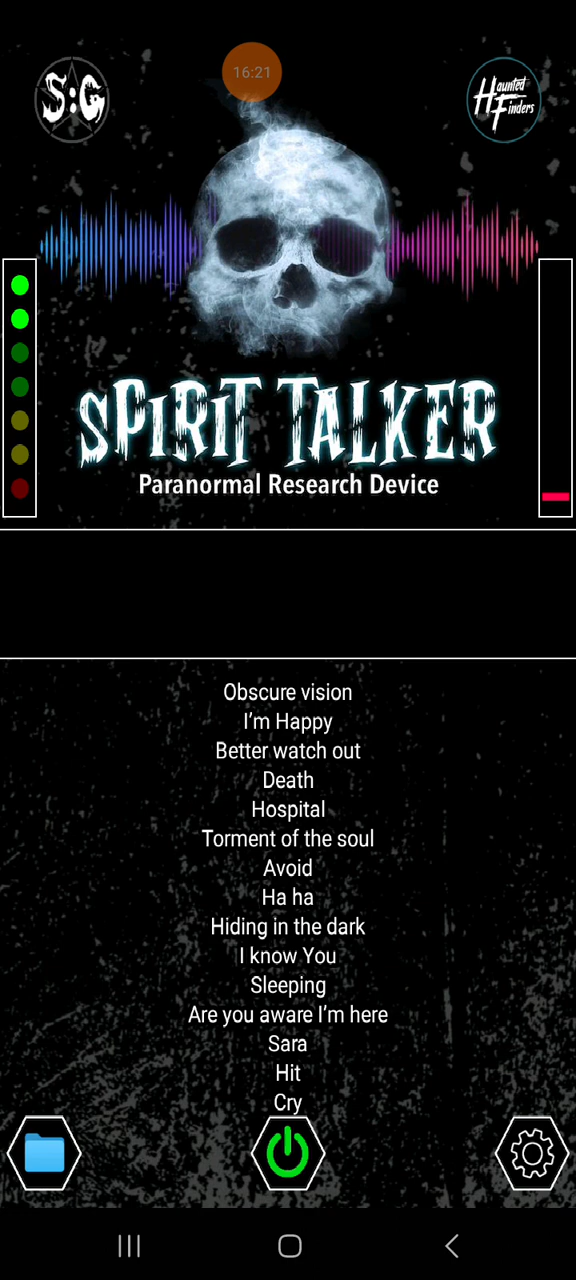 16:21
S:G
Haunted
Finders
SPIRIT TALKER
Paranormal Research Device
Obscure vision
I'm Happy
Better watch out
Death
Hospital
Torment of the soul
Avoid
Ha ha
Hiding in the dark
I know You
Sleeping
Are you aware I'm here
Sara
Hit
Cry